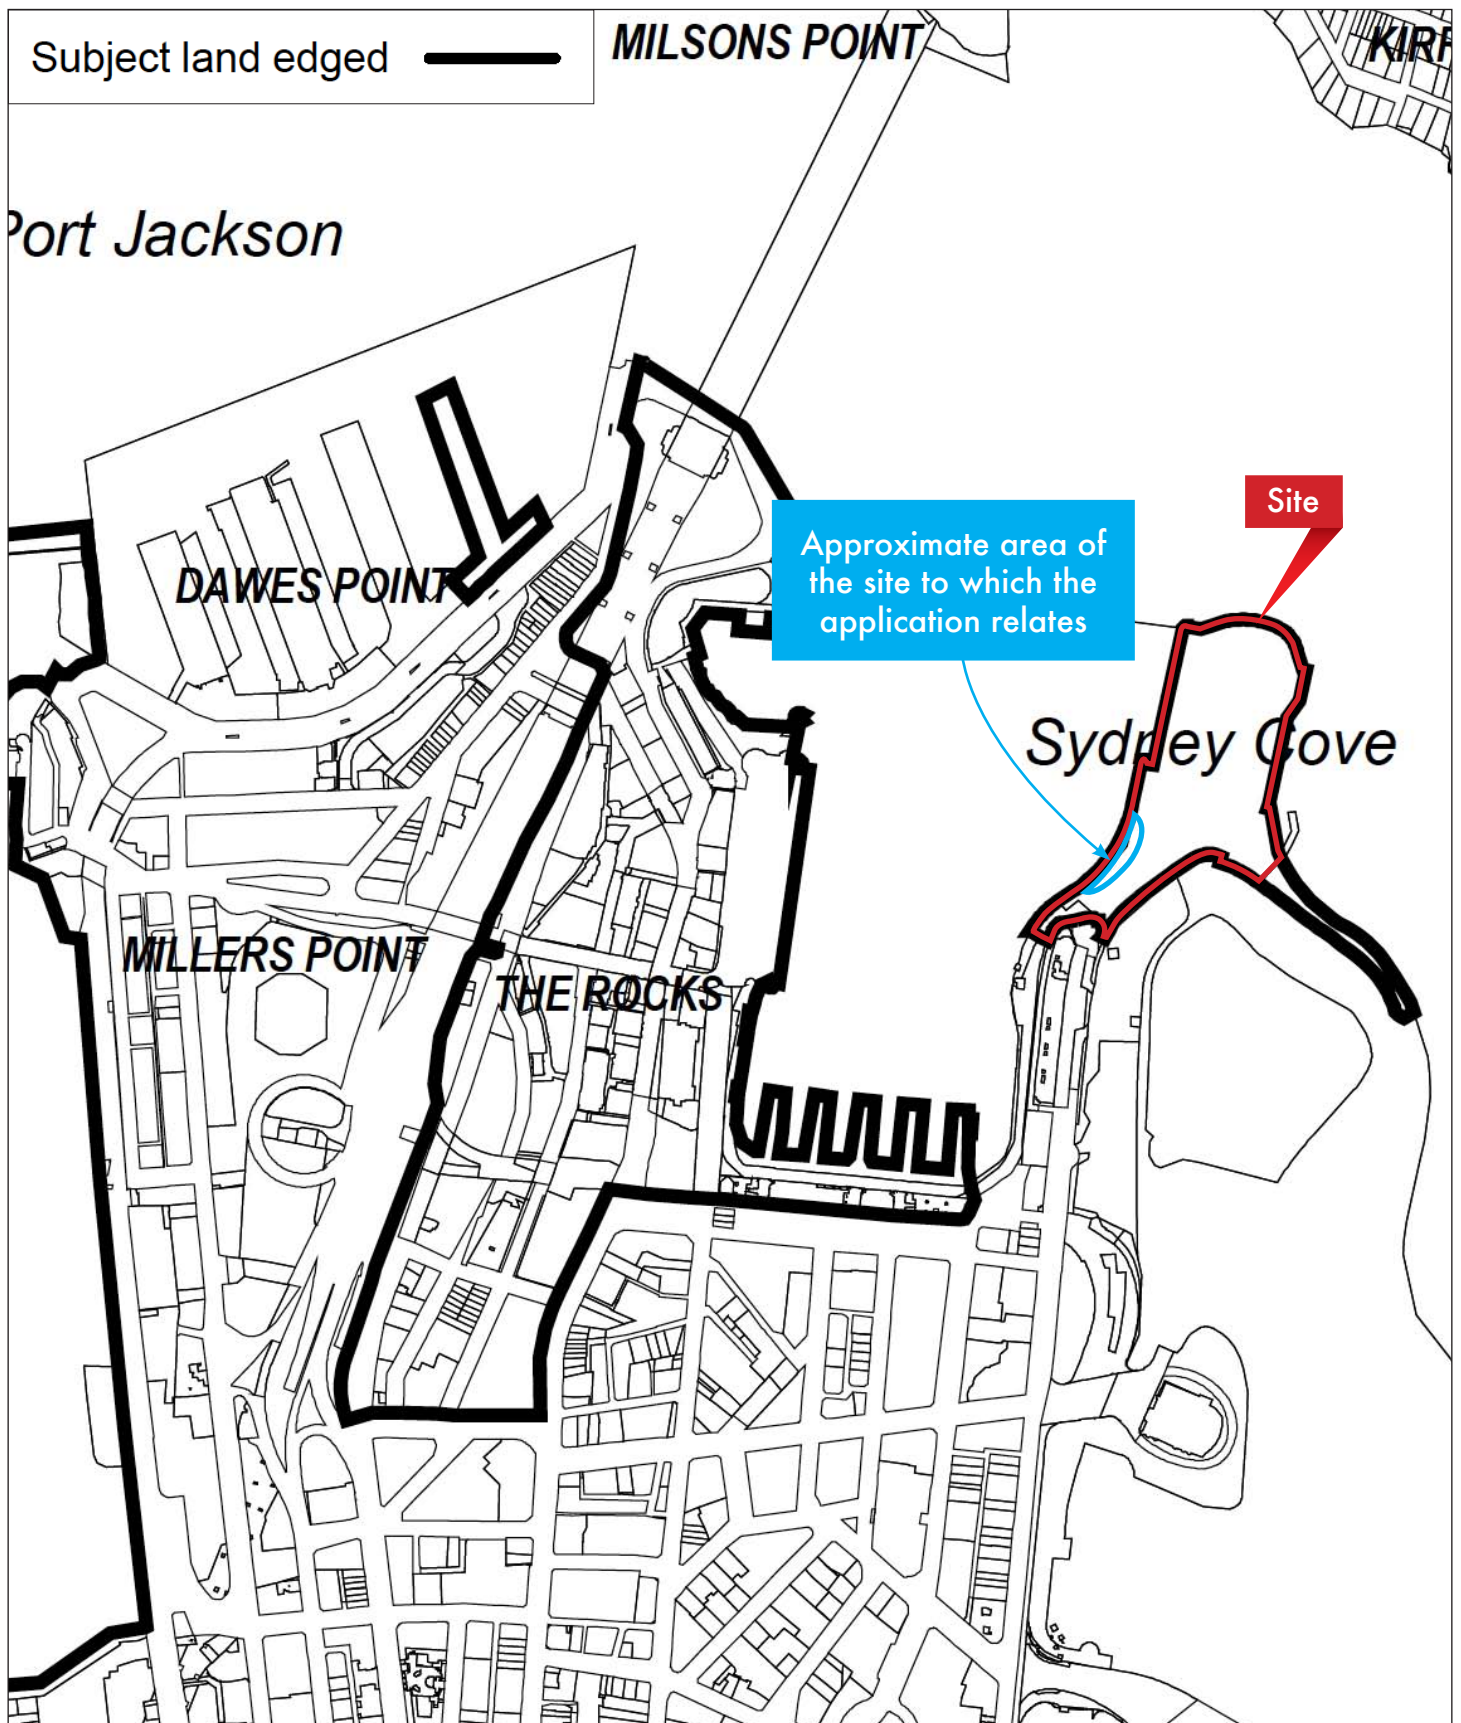 Subject land edged
MILSONS POINT
KIRR
Port Jackson
Site
Approximate area of
the site to which the
application relates
DAWES POINT
Sydney Cove
MILLERS POINT
THE ROCKS